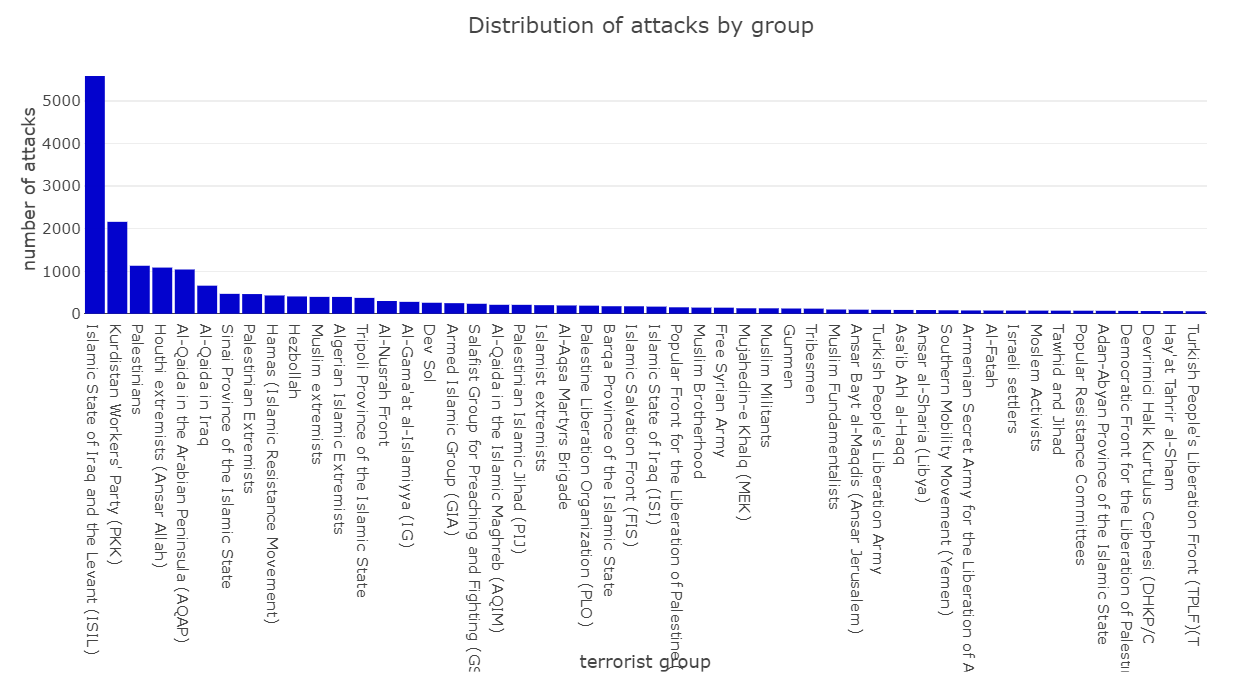 Distribution of attacks by group
number of attacks
5000
4000
3000
2000
1000
0
Islamic State of Iraq and the Levant (ISIL)
Kurdistan Workers' Party (PKK)
Palestinians
Houthi extremists (Ansar Allah)
Al-Qaida in the Arabian Peninsula (AQAP)
Al-Qaida in Iraq
Sinai Province of the Islamic State
Palestinian Extremists
Hamas (Islamic Resistance Movement)
Hezbollah
Muslim extremists
Algerian Islamic Extremists
Tripoli Province of the Islamic State
Al-Nusrah Front
Al-Gama'at al-Islamiyya (IG)
Dev Sol
Armed Islamic Group (GIA)
Salafist Group for Preaching and Fighting (GS
Al-Qaida in the Islamic Maghreb (AQIM)
Palestinian Islamic Jihad (PIJ)
Islamist extremists
Al-Aqsa Martyrs Brigade
Palestine Liberation Organization (PLO)
Barqa Province of the Islamic State
Islamic Salvation Front (FIS)
Islamic State of Iraq (ISI)
Popular Front for the Liberation of Palestine (
Muslim Brotherhood
Free Syrian Army
Mujahedin-e Khalq (MEK)
Muslim Militants
Gunmen
Tribesmen
Muslim Fundamentalists
Ansar Bayt al-Maqdis (Ansar Jerusalem)
Turkish People's Liberation Army
Asa'ib Ahl al-Haqq
Ansar al-Sharia (Libya)
Southern Mobility Movement (Yemen)
Armenian Secret Army for the Liberation of A
Al-Fatah
Israeli settlers
Moslem Activists
Tawhid and Jihad
Popular Resistance Committees
Adan-Abyan Province of the Islamic State
Democratic Front for the Liberation of Palesti
Devrimici Halk Kurtulus Cephesi (DHKP/C
Hay'at Tahrir al-Sham
Turkish People's Liberation Front (TPLF)(T
terrorist group